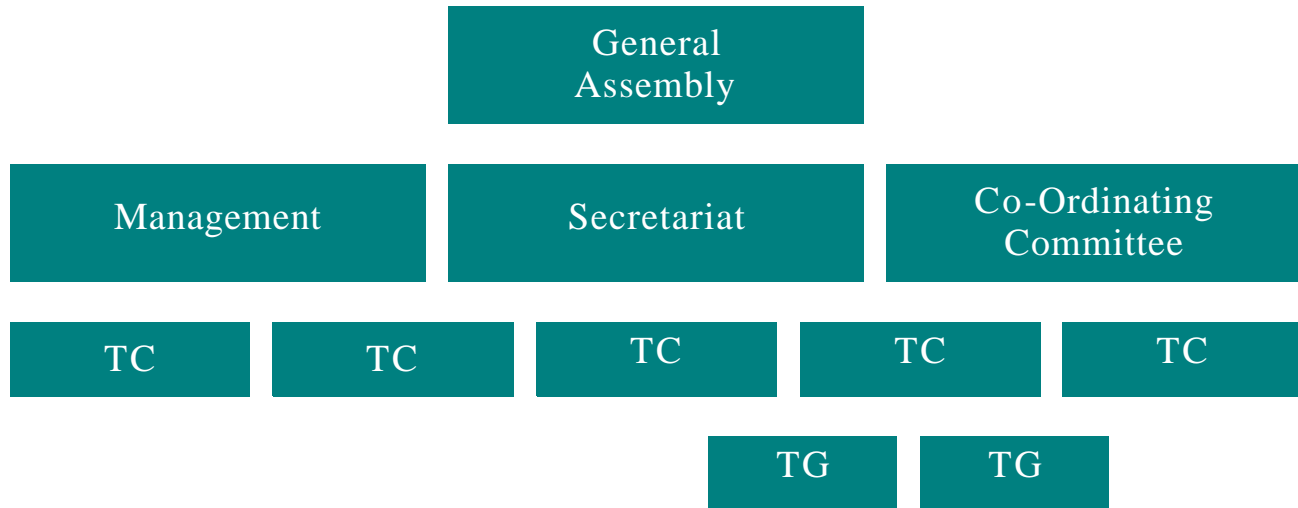 General
Assembly
Management
Secretariat
Co-Ordinating
Committee
TC
TC
TC
TC
TC
TG
TG